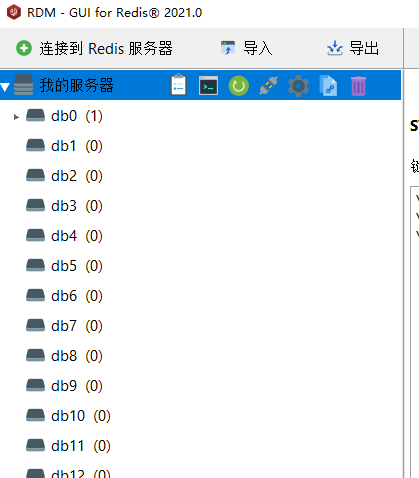 RDM - GUI for Redis® 2021.0
连接到 Redis 服务器 导入 导出
我的服务器
db0 (1)
db1 (0)
db2 (0)
db3 (0)
db4 (0)
db5 (0)
db6 (0)
db7 (0)
db8 (0)
db9 (0)
db10 (0)
db11 (0)
db12 (0)